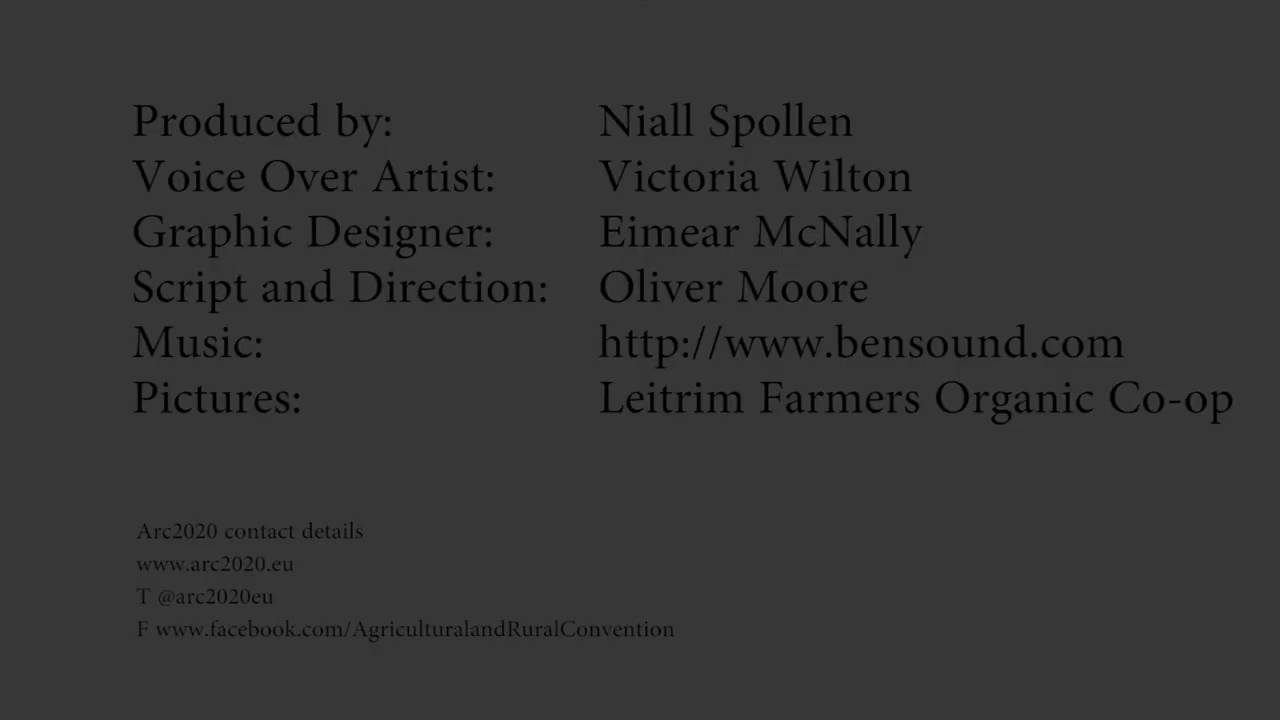 Produced by: Niall Spollen
Voice Over Artist: Victoria Wilton
Graphic Designer: Eimear McNally
Script and Direction: Oliver Moore
Music: http://www.bensound.com
Pictures: Leitrim Farmers Organic Co-op
Arc2020 contact details
www.arc2020.eu
T @arc2020eu
F www.facebook.com/AgriculturalandRuralConvention